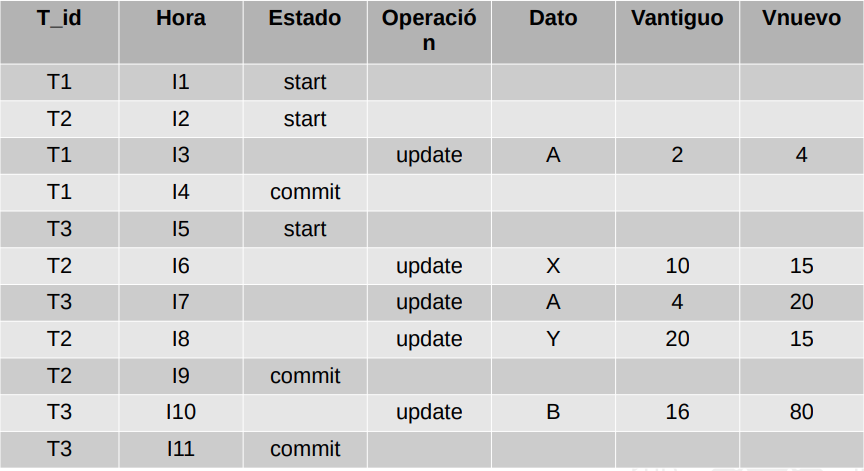 T_id Hora Estado Operació Dato Vantiguo Vnuevo
n
T1 I1 start
T2 I2 start
T1 I3 update A 2 4
T1 I4 commit
T3 I5 start
T2 I6 update X 10 15
T3 I7 update A 4 20
T2 I8 update Y 20 15
T2 I9 commit
T3 I10 update B 16 80
T3 I11 commit